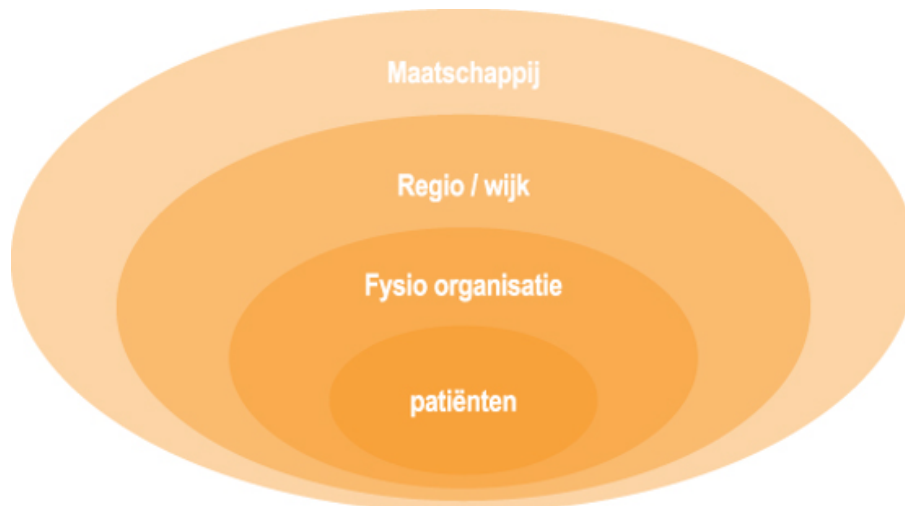 Maatschappij
Regio / wijk
Fysio organisatie
patiënten